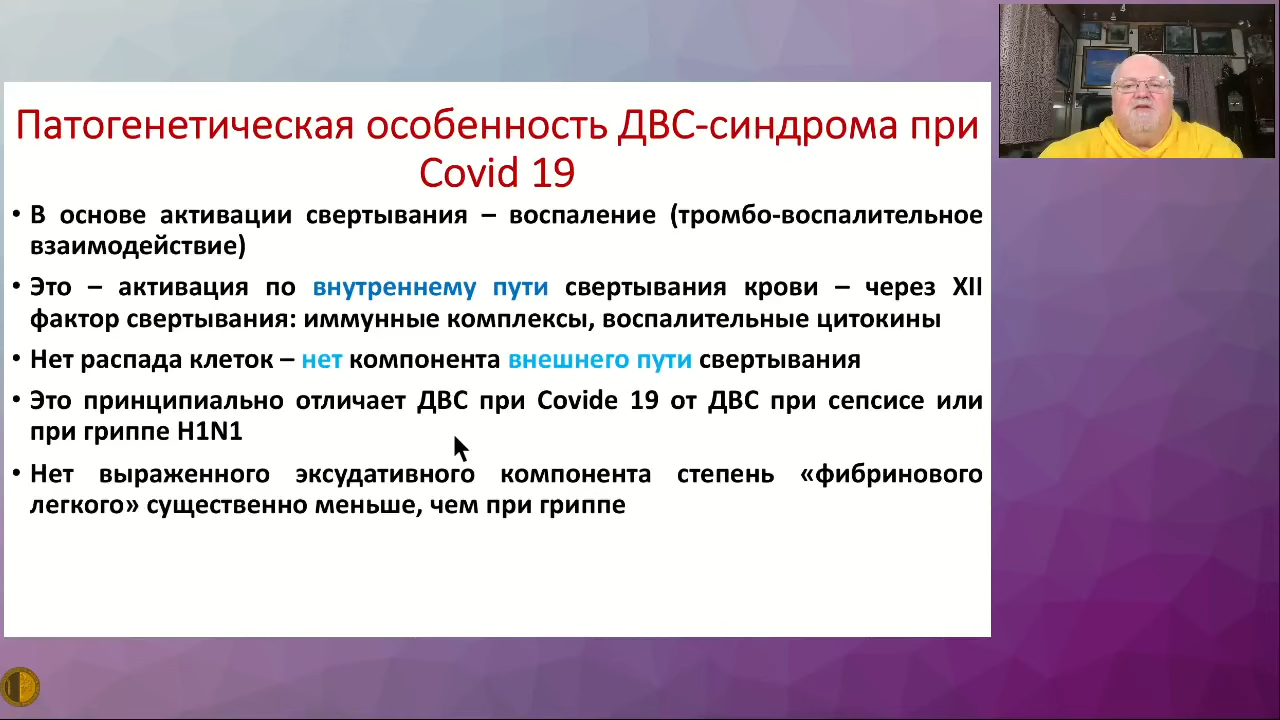 Патогенетическая особенность ДВС-синдрома при
Covid 19
• В основе активации свертывания – воспаление (тромбо-воспалительное
взаимодействие)
• Это – активация по внутреннему пути свертывания крови – через XII
фактор свертывания: иммунные комплексы, воспалительные цитокины
• Нет распада клеток – нет компонента внешнего пути свертывания
• Это принципиально отличает ДВС при Covide 19 от ДВС при сепсисе или
при гриппе H1N1
• Нет выраженного эксудативного компонента степень «фибринового
легкого» существенно меньше, чем при гриппе